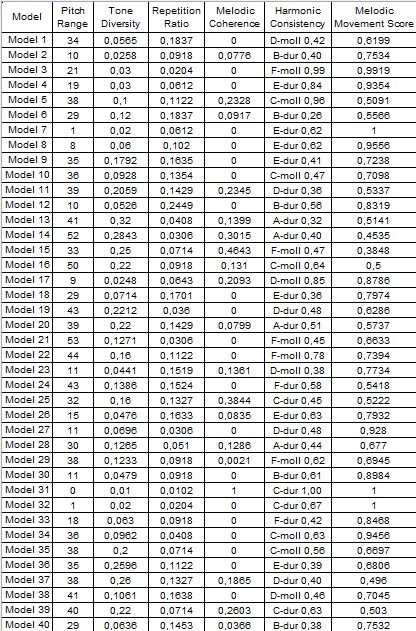 Model Pitch Range Tone Diversity Repetition Ratio Melodic Coherence Harmonic Consistency Melodic Movement Score
Model 1 34 0,0565 0,1837 0 D-moll 0,42 0,6199
Model 2 10 0,0258 0,0918 0,0776 B-dur 0,40 0,7534
Model 3 21 0,03 0,0204 0 F-moll 0,99 0,9919
Model 4 19 0,03 0,0612 0 E-dur 0,84 0,9354
Model 5 38 0,1 0,1122 0,2328 C-moll 0,96 0,5091
Model 6 29 0,12 0,1837 0,0917 B-dur 0,26 0,5566
Model 7 1 0,02 0,0612 0 E-dur 0,62 1
Model 8 8 0,06 0,102 0 E-dur 0,62 0,9556
Model 9 35 0,1792 0,1635 0 E-dur 0,41 0,7238
Model 10 36 0,0928 0,1354 0 C-moll 0,47 0,7098
Model 11 39 0,2059 0,1429 0,2345 D-dur 0,36 0,5337
Model 12 10 0,0526 0,2449 0 B-dur 0,56 0,8319
Model 13 41 0,32 0,0408 0,1399 A-dur 0,32 0,5141
Model 14 52 0,2843 0,0306 0,3015 A-dur 0,40 0,4535
Model 15 33 0,25 0,0714 0,4643 F-moll 0,47 0,3848
Model 16 50 0,22 0,0918 0,131 C-moll 0,64 0,5
Model 17 9 0,0248 0,0643 0,2093 D-moll 0,85 0,8786
Model 18 29 0,0714 0,1701 0 E-dur 0,36 0,7974
Model 19 43 0,2212 0,036 0 D-dur 0,48 0,6286
Model 20 39 0,22 0,1429 0,0799 A-dur 0,51 0,5737
Model 21 53 0,1271 0,0306 0 F-moll 0,45 0,6633
Model 22 44 0,16 0,1122 0 F-moll 0,78 0,7394
Model 23 11 0,0441 0,1519 0,1361 D-moll 0,38 0,7734
Model 24 43 0,1386 0,1524 0 F-dur 0,58 0,5418
Model 25 32 0,16 0,1327 0,3844 C-dur 0,45 0,5222
Model 26 15 0,0476 0,1633 0,0835 E-dur 0,63 0,7932
Model 27 11 0,0696 0,0306 0 D-dur 0,48 0,928
Model 28 30 0,1265 0,051 0,1286 A-dur 0,44 0,677
Model 29 38 0,1233 0,0918 0,0021 F-moll 0,62 0,6945
Model 30 11 0,0479 0,0918 0 B-dur 0,61 0,8984
Model 31 0 0,01 0,0102 1 C-dur 1,00 1
Model 32 1 0,02 0,0204 0 C-dur 0,67 1
Model 33 18 0,063 0,0918 0 F-dur 0,42 0,8468
Model 34 36 0,0962 0,0408 0 C-moll 0,63 0,9456
Model 35 38 0,2 0,0714 0 C-moll 0,56 0,6697
Model 36 35 0,2596 0,1122 0 E-dur 0,39 0,6806
Model 37 38 0,26 0,1327 0,1865 D-dur 0,40 0,496
Model 38 41 0,1061 0,1638 0 D-moll 0,46 0,7045
Model 39 40 0,22 0,0714 0,2603 C-dur 0,63 0,503
Model 40 29 0,0636 0,1453 0,0366 B-dur 0,38 0,7532